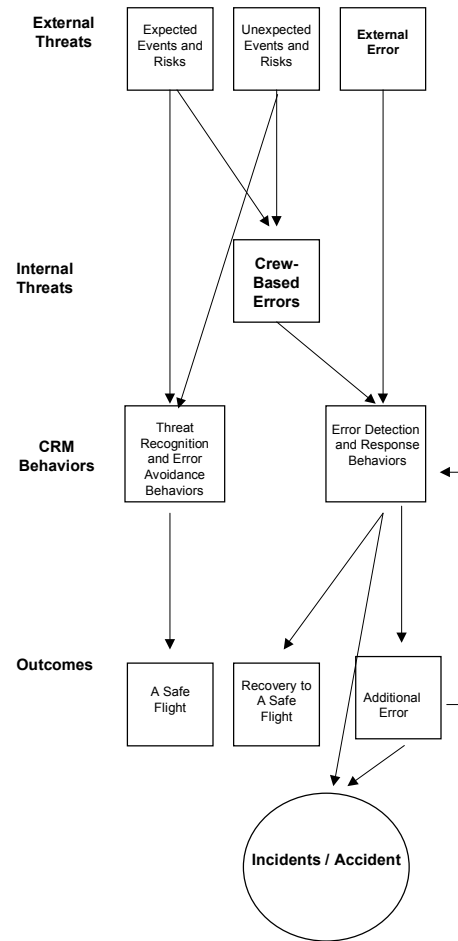 External
Threats
Expected
Events and
Risks
Unexpected
Events and
Risks
External
Error
Internal
Threats
Crew-
Based
Errors
CRM
Behaviors
Threat
Recognition
and Error
Avoidance
Behaviors
Error Detection
and Response
Behaviors
Outcomes
A Safe
Flight
Recovery to
A Safe
Flight
Additional
Error
Incidents / Accident